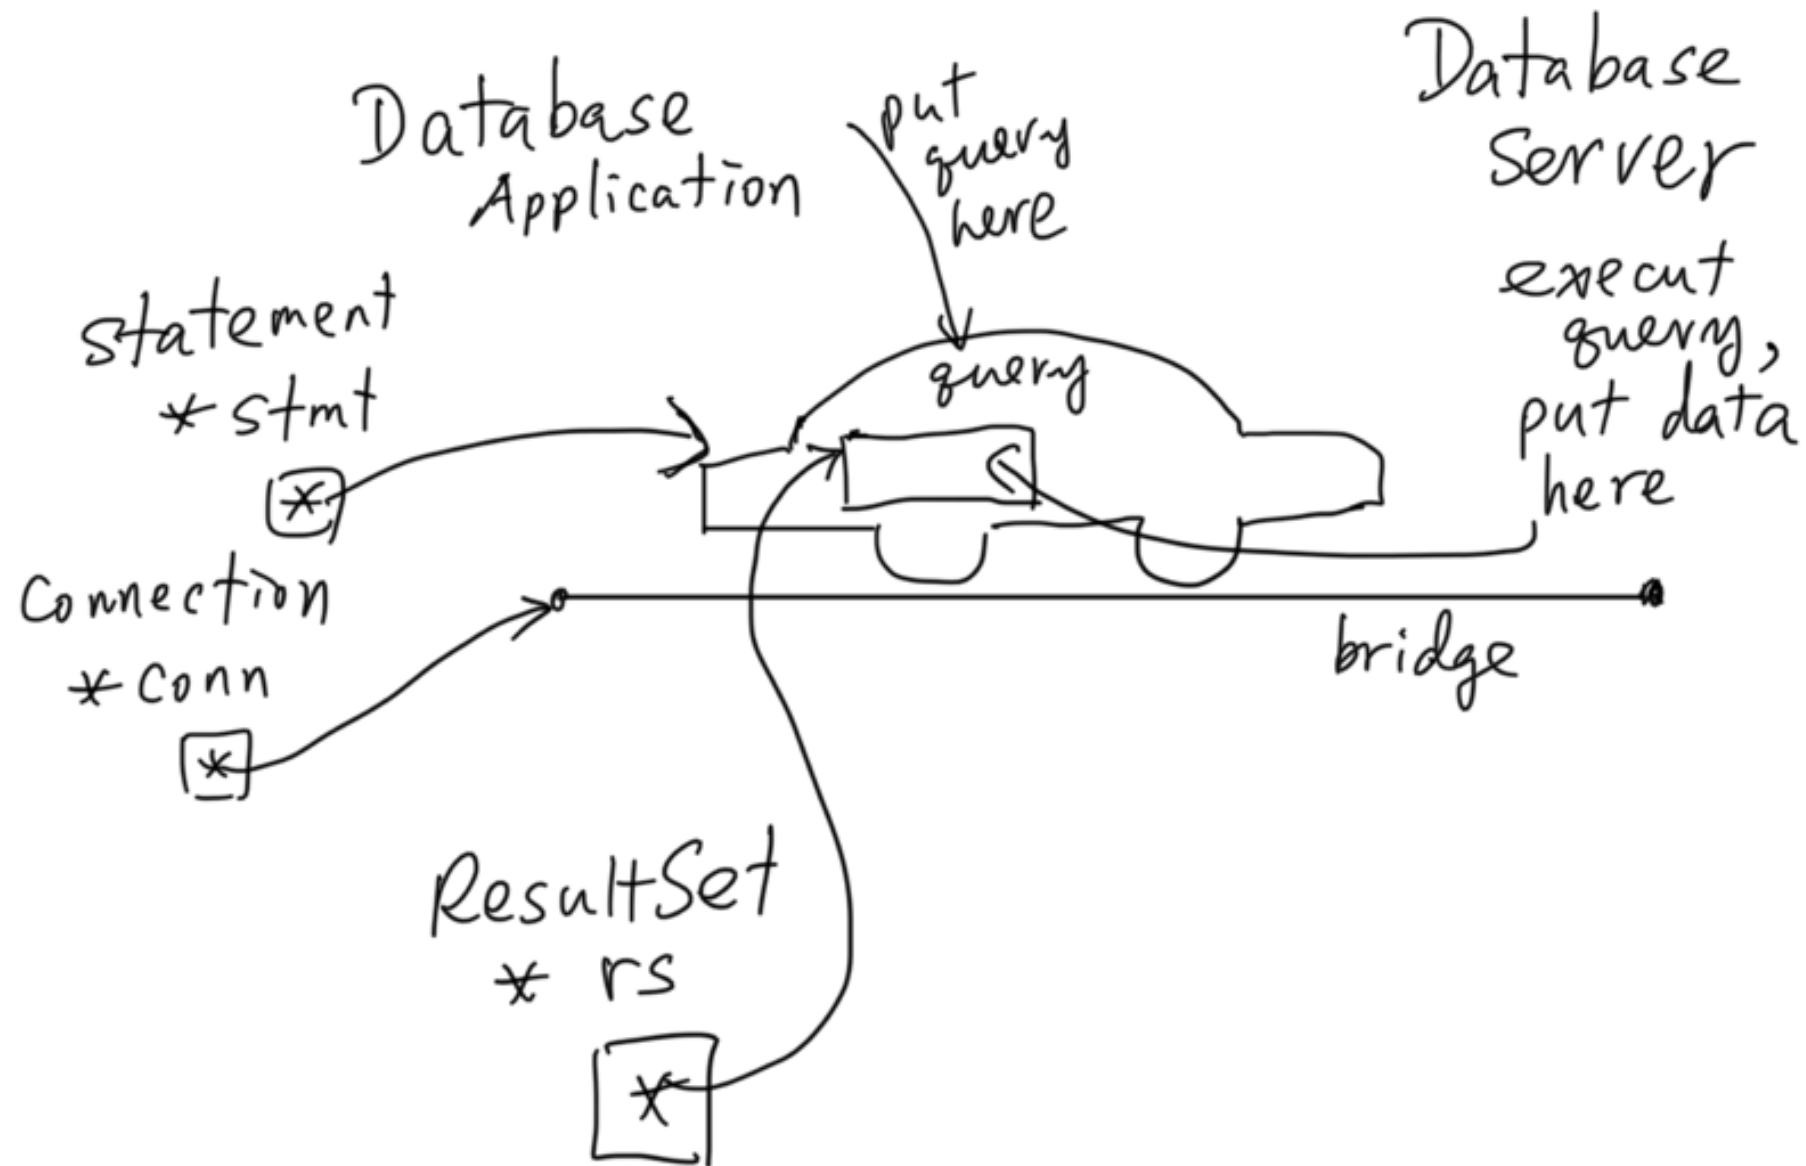 Database
Application
put
query
here
Database
Server
statement
* stmt
*
query
execut
query,
put data
here
Connection
* conn
*
bridge
ResultSet
* rs
*